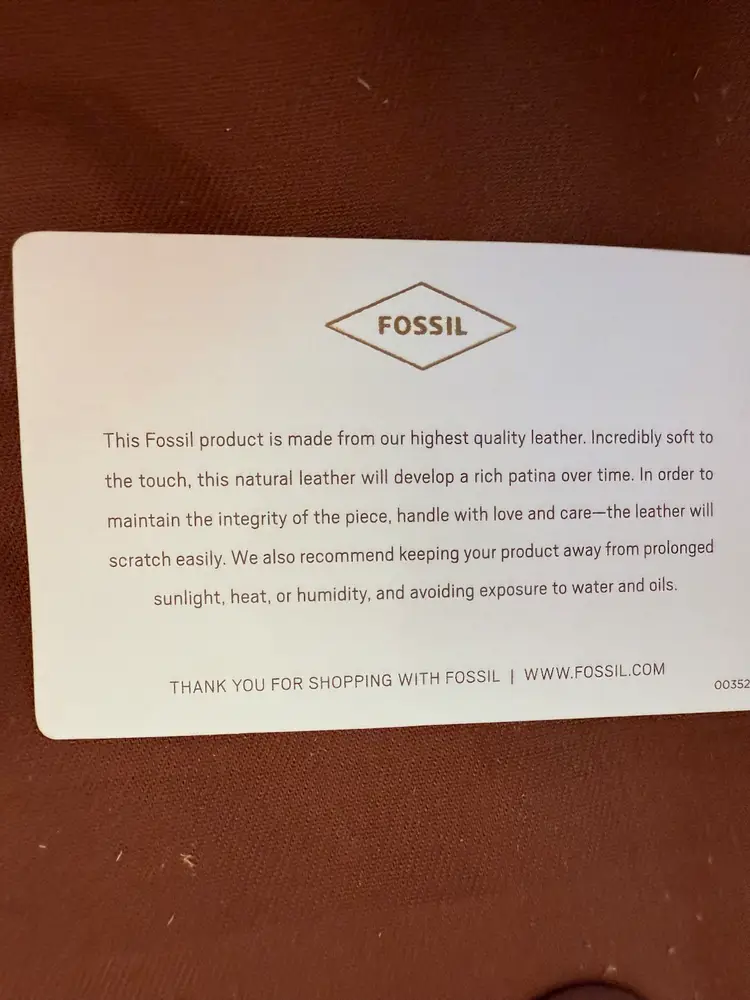 FOSSIL
This Fossil product is made from our highest quality leather. Incredibly soft to
the touch, this natural leather will develop a rich patina over time. In order to
maintain the integrity of the piece, handle with love and care—the leather will
scratch easily. We also recommend keeping your product away from prolonged
sunlight, heat, or humidity, and avoiding exposure to water and oils.
THANK YOU FOR SHOPPING WITH FOSSIL | WWW.FOSSIL.COM
00352